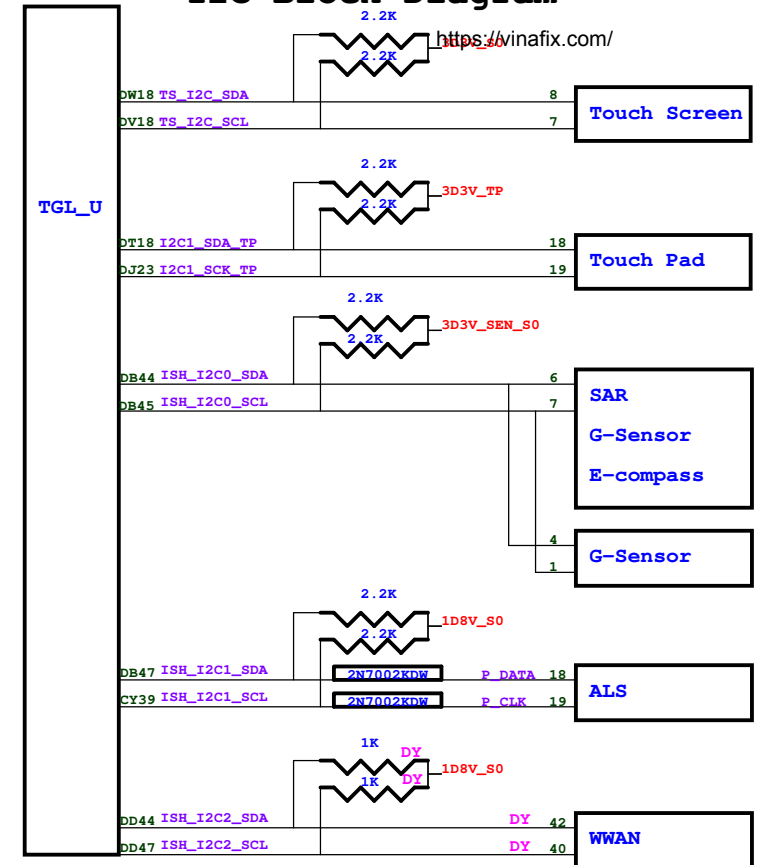 I2C Block Diagram
2.2K
https://vinafix.com/
3D3V_S0
2.2K
DW18 TS_I2C_SDA 8
Touch Screen
DV18 TS_I2C_SCL 7
2.2K
3D3V_TP
2.2K
TGL_U
DT18 I2C1_SDA_TP 18
Touch Pad
DJ23 I2C1_SCK_TP 19
2.2K
3D3V_SEN_S0
2.2K
DB44 ISH_I2C0_SDA 6
SAR
DB45 ISH_I2C0_SCL 7
G-Sensor
E-compass
4
G-Sensor
1
2.2K
1D8V_S0
2.2K
DB47 ISH_I2C1_SDA 2N7002KDW P_DATA 18
ALS
CY39 ISH_I2C1_SCL 2N7002KDW P_CLK 19
1K DY
1D8V_S0
1K DY
DD44 ISH_I2C2_SDA DY 42
WWAN
DD47 ISH_I2C2_SCL DY 40